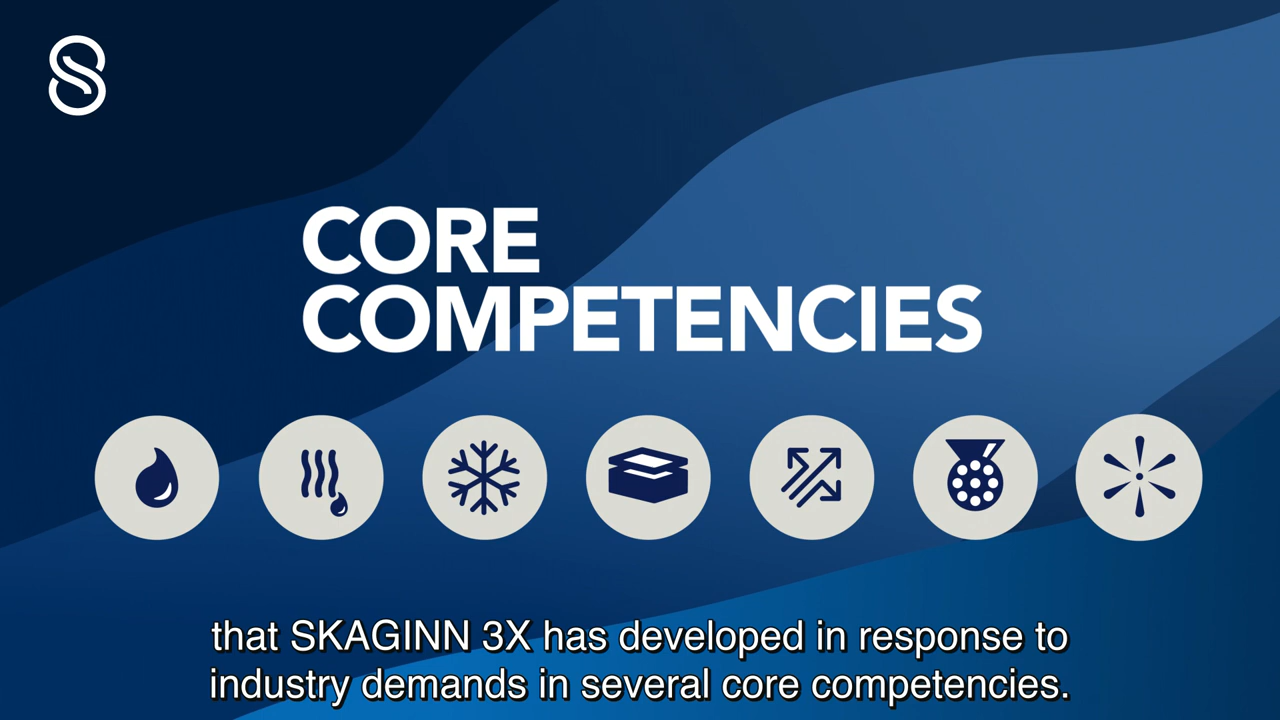 CORE
COMPETENCIES
that SKAGINN 3X has developed in response to
industry demands in several core competencies.